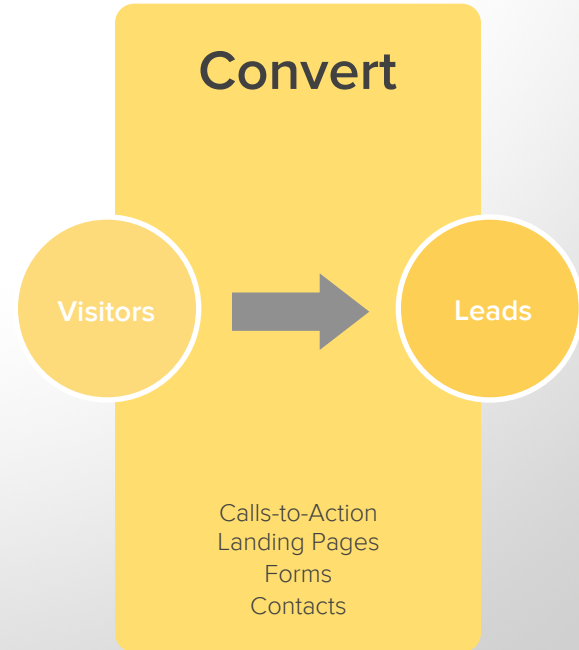 Convert
Visitors
Leads
Calls-to-Action
Landing Pages
Forms
Contacts